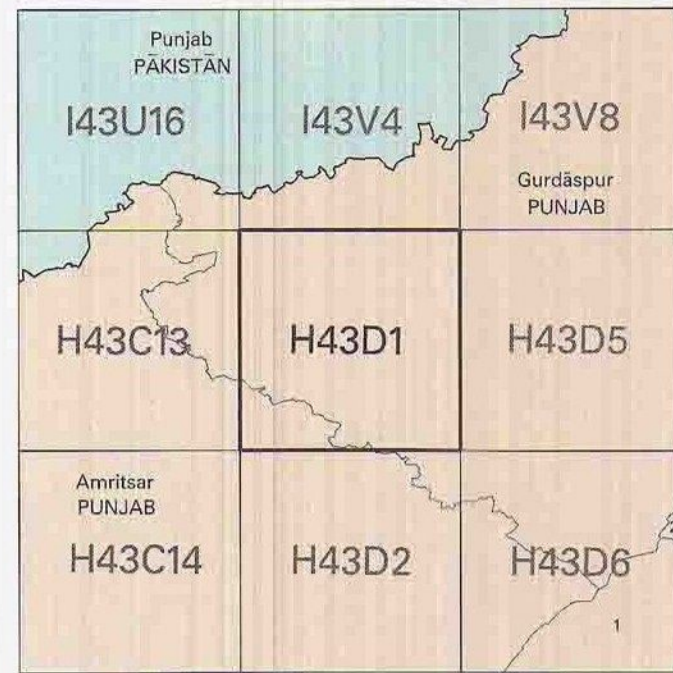 Punjab
PĀKISTĀN
I43U16
I43V4
I43V8
Gurdāspur
PUNJAB
H43C13
H43D1
H43D5
Amritsar
PUNJAB
H43C14
H43D2
H43D6
1